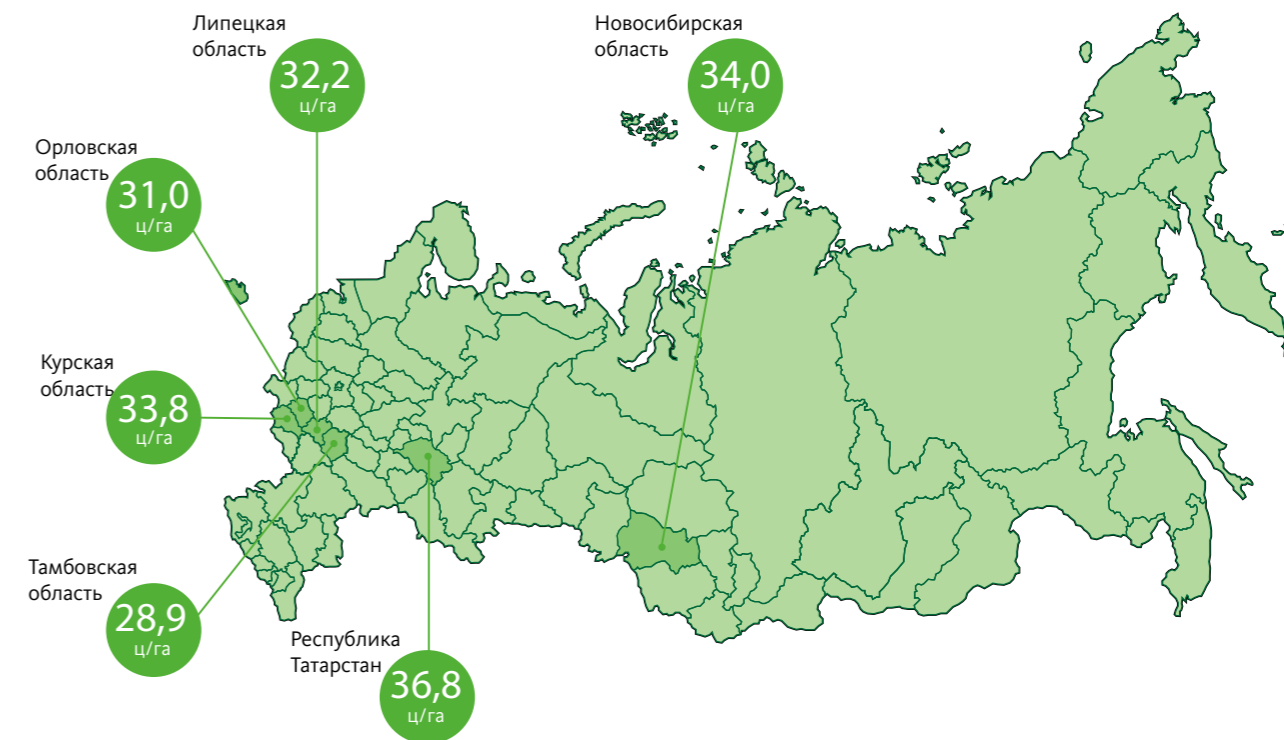 Липецкая
область
32,2
ц/га
Новосибирская
область
34,0
ц/га
Орловская
область
31,0
ц/га
Курская
область
33,8
ц/га
Тамбовская
область
28,9
ц/га
Республика
Татарстан
36,8
ц/га